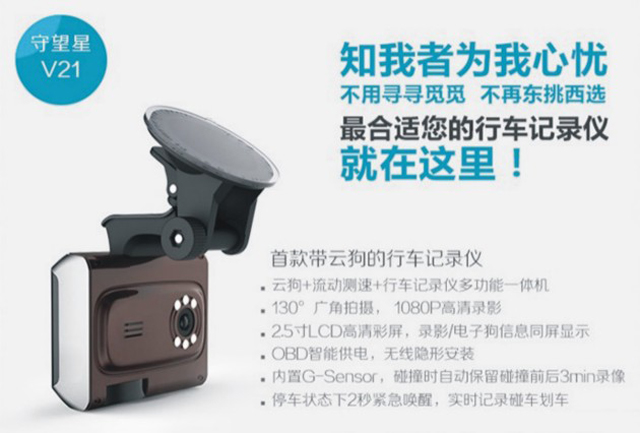 守望星
V21
知我者为我心忧
不用寻寻觅觅 不再东挑西选
最合适您的行车记录仪
就在这里！
首款带云狗的行车记录仪
云狗+流动测速+行车记录仪多功能一体机
130°广角拍摄，1080P高清录影
2.5寸LCD高清彩屏，录影/电子狗信息同屏显示
OBD智能供电，无线隐形安装
内置G-Sensor，碰撞时自动保留碰撞前后3min录像
停车状态下2秒紧急唤醒，实时记录碰车划车